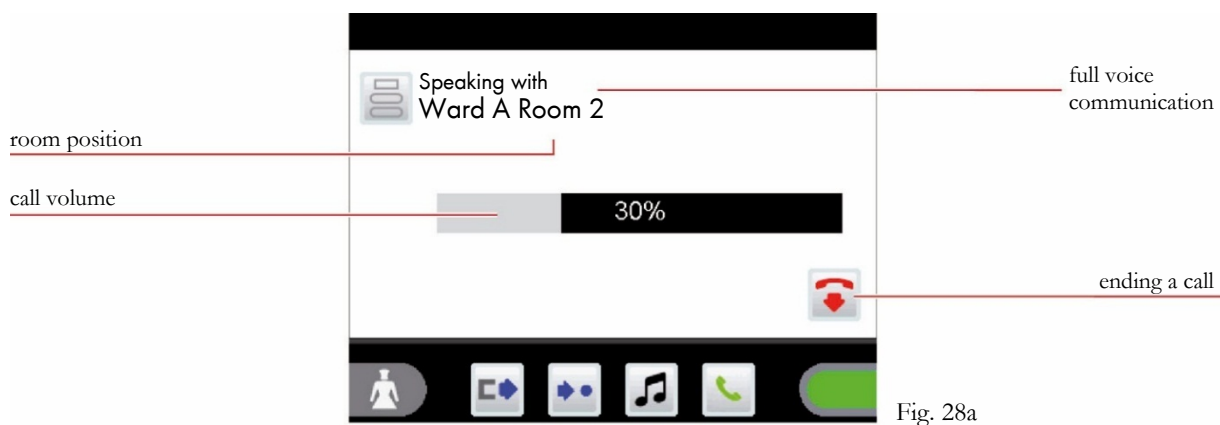 Speaking with
Ward A Room 2
full voice
communication
room position
call volume
30%
ending a call
Fig. 28a